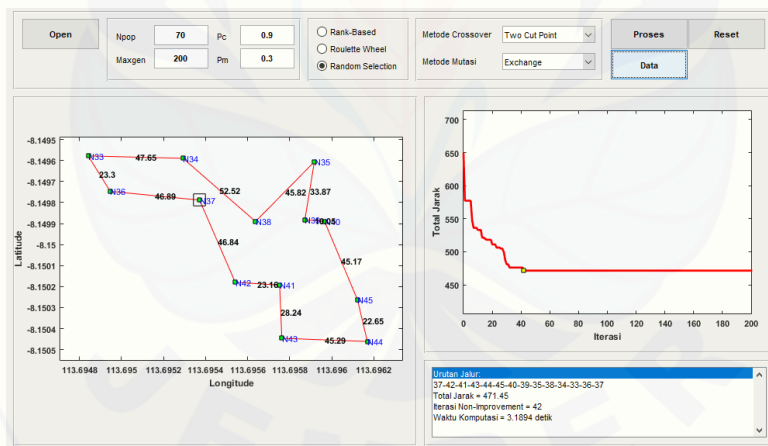 Open
Npop 70 Pc 0.9
Maxgen 200 Pm 0.3
Rank-Based
Roulette Wheel
Random Selection
Metode Crossover Two Cut Point
Metode Mutasi Exchange
Proses Reset
Data
-8.1495
-8.1496
-8.1497
-8.1498
-8.1499
-8.15
-8.1501
-8.1502
-8.1503
-8.1504
-8.1505
Latitude
N33 47.65 N34 N35
23.3 52.52 45.82 33.87
N36 46.89 N37
N38
46.84 45.17
N42 23.16 N41
N45
28.24 22.65
N43 45.29 N44
113.6948 113.695 113.6952 113.6954 113.6956 113.6958 113.696 113.6962
Longitude
700
650
600
550
500
450
Total Jarak
0 20 40 60 80 100 120 140 160 180 200
Iterasi
Urutan Jalur:
37-42-41-43-44-45-40-39-35-38-34-33-36-37
Total Jarak = 471.45
Iterasi Non-Improvement = 42
Waktu Komputasi = 3.1894 detik